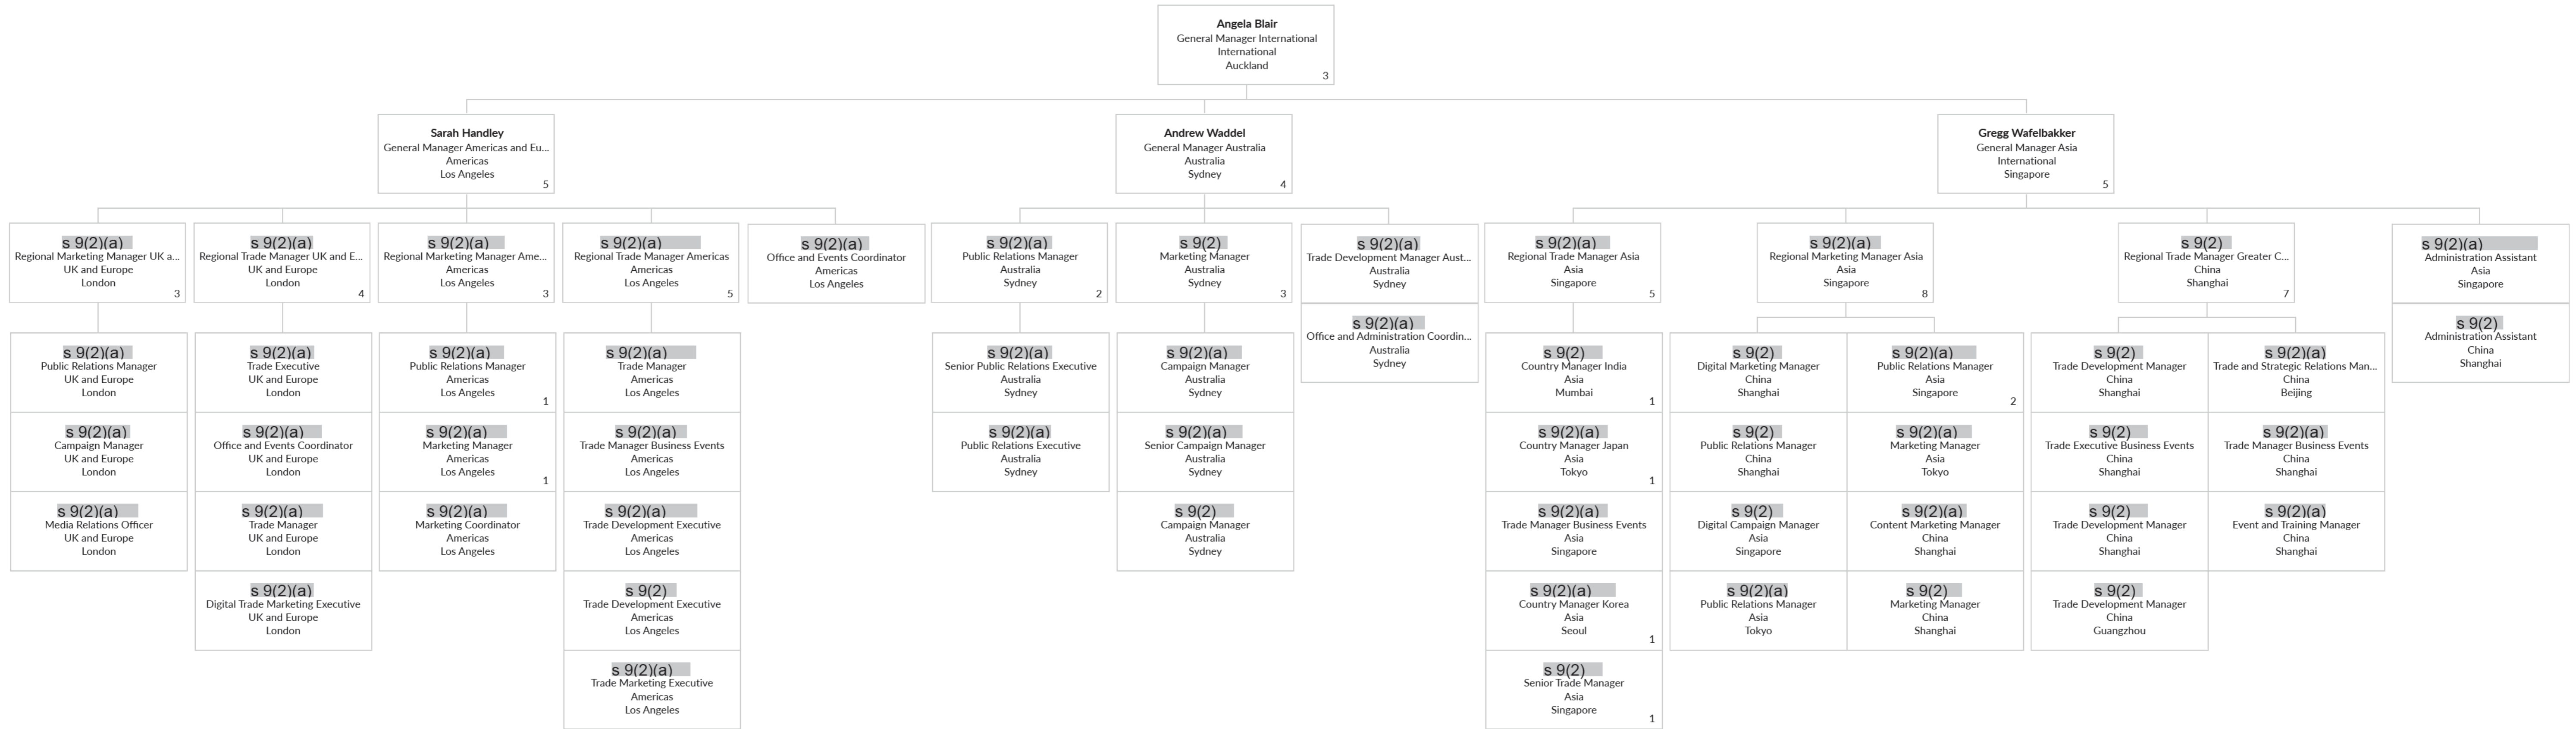 Angela Blair
General Manager International
International
Auckland
3
Sarah Handley
General Manager Americas and Eu...
Americas
Los Angeles
5
Andrew Waddel
General Manager Australia
Australia
Sydney
4
Gregg Wafelbakker
General Manager Asia
International
Singapore
5
s 9(2)(a)
Regional Marketing Manager UK a...
UK and Europe
London
3
s 9(2)(a)
Regional Trade Manager UK and E...
UK and Europe
London
4
s 9(2)(a)
Regional Marketing Manager Ame...
Americas
Los Angeles
3
s 9(2)(a)
Regional Trade Manager Americas
Americas
Los Angeles
5
s 9(2)(a)
Office and Events Coordinator
Americas
Los Angeles
s 9(2)(a)
Public Relations Manager
Australia
Sydney
2
s 9(2)
Marketing Manager
Australia
Sydney
3
s 9(2)(a)
Trade Development Manager Aust...
Australia
Sydney
s 9(2)(a)
Office and Administration Coordin...
Australia
Sydney
s 9(2)(a)
Regional Trade Manager Asia
Asia
Singapore
5
s 9(2)(a)
Regional Marketing Manager Asia
Asia
Singapore
8
s 9(2)
Regional Trade Manager Greater C...
China
Shanghai
7
s 9(2)(a)
Administration Assistant
Asia
Singapore
s 9(2)
Administration Assistant
China
Shanghai
s 9(2)(a)
Public Relations Manager
UK and Europe
London
s 9(2)(a)
Campaign Manager
UK and Europe
London
s 9(2)(a)
Media Relations Officer
UK and Europe
London
s 9(2)(a)
Trade Executive
UK and Europe
London
s 9(2)(a)
Office and Events Coordinator
UK and Europe
London
s 9(2)(a)
Trade Manager
UK and Europe
London
s 9(2)(a)
Digital Trade Marketing Executive
UK and Europe
London
s 9(2)(a)
Public Relations Manager
Americas
Los Angeles
1
s 9(2)(a)
Marketing Manager
Americas
Los Angeles
1
s 9(2)(a)
Marketing Coordinator
Americas
Los Angeles
s 9(2)(a)
Trade Manager
Americas
Los Angeles
s 9(2)(a)
Trade Manager Business Events
Americas
Los Angeles
s 9(2)(a)
Trade Development Executive
Americas
Los Angeles
s 9(2)
Trade Development Executive
Americas
Los Angeles
s 9(2)(a)
Trade Marketing Executive
Americas
Los Angeles
s 9(2)(a)
Senior Public Relations Executive
Australia
Sydney
s 9(2)(a)
Public Relations Executive
Australia
Sydney
s 9(2)(a)
Campaign Manager
Australia
Sydney
s 9(2)(a)
Senior Campaign Manager
Australia
Sydney
s 9(2)
Campaign Manager
Australia
Sydney
s 9(2)
Country Manager India
Asia
Mumbai
1
s 9(2)(a)
Country Manager Japan
Asia
Tokyo
1
s 9(2)(a)
Trade Manager Business Events
Asia
Singapore
s 9(2)(a)
Country Manager Korea
Asia
Seoul
1
s 9(2)
Senior Trade Manager
Asia
Singapore
1
s 9(2)
Digital Marketing Manager
China
Shanghai
s 9(2)
Public Relations Manager
China
Shanghai
s 9(2)
Digital Campaign Manager
Asia
Singapore
s 9(2)(a)
Public Relations Manager
Asia
Tokyo
s 9(2)(a)
Public Relations Manager
Asia
Singapore
2
s 9(2)(a)
Marketing Manager
Asia
Tokyo
s 9(2)(a)
Content Marketing Manager
China
Shanghai
s 9(2)
Marketing Manager
China
Shanghai
s 9(2)
Trade Development Manager
China
Shanghai
s 9(2)
Trade Executive Business Events
China
Shanghai
s 9(2)
Trade Development Manager
China
Shanghai
s 9(2)
Trade Development Manager
China
Guangzhou
s 9(2)(a)
Trade and Strategic Relations Man...
China
Beijing
s 9(2)(a)
Trade Manager Business Events
China
Shanghai
s 9(2)(a)
Event and Training Manager
China
Shanghai